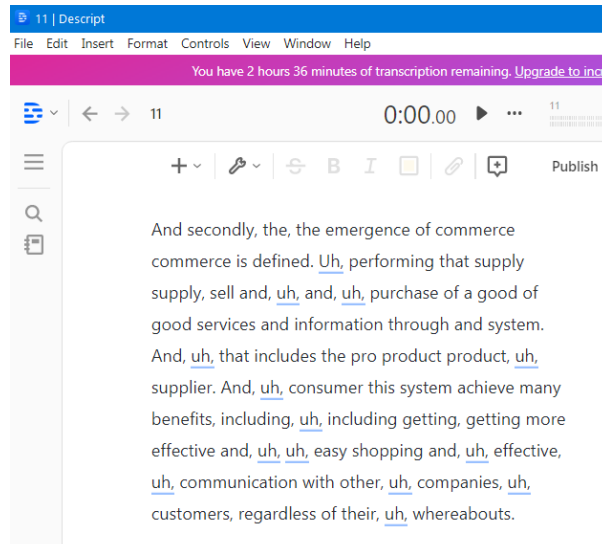 11 | Descript
File Edit Insert Format Controls View Window Help
You have 2 hours 36 minutes of transcription remaining. Upgrade to inc
11 0:00.00 11
B I Publish
And secondly, the, the emergence of commerce
commerce is defined. Uh, performing that supply
supply, sell and, uh, and, uh, purchase of a good of
good services and information through and system.
And, uh, that includes the pro product product, uh,
supplier. And, uh, consumer this system achieve many
benefits, including, uh, including getting, getting more
effective and, uh, uh, easy shopping and, uh, effective,
uh, communication with other, uh, companies, uh,
customers, regardless of their, uh, whereabouts.